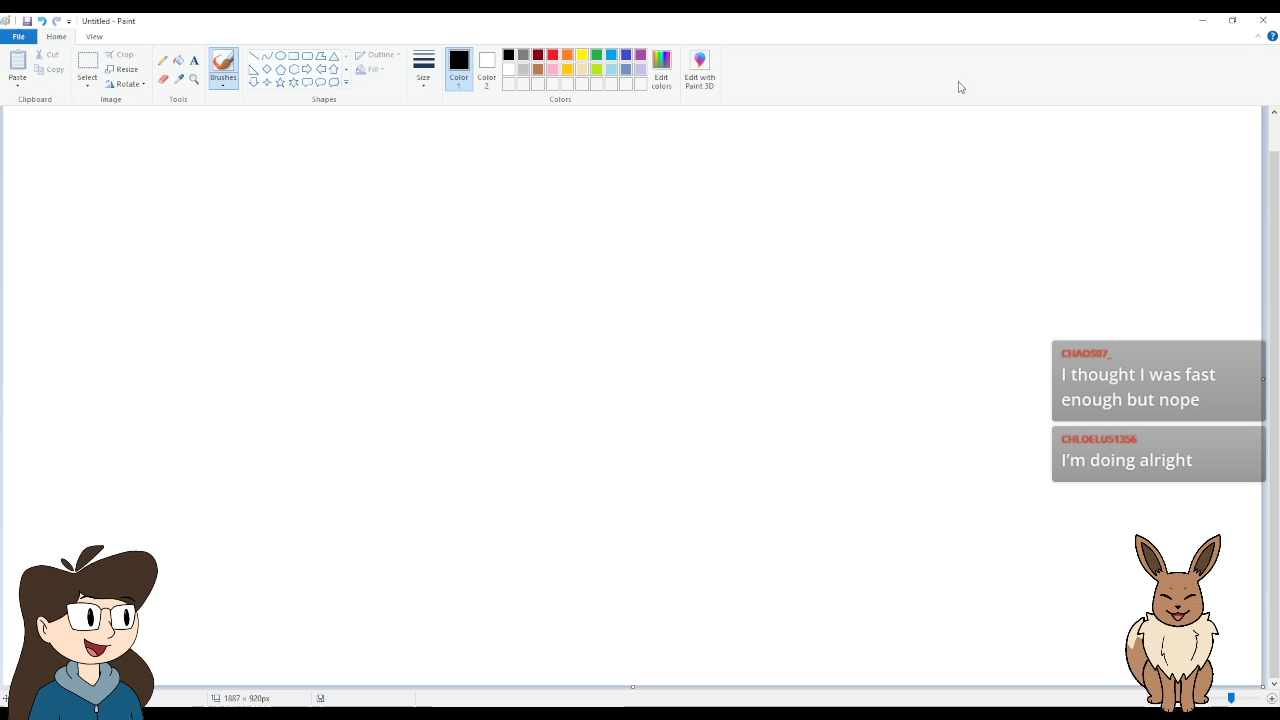 Untitled - Paint
File
Home
View
Paste
Cut
Copy
Clipboard
Select
Crop
Resize
Rotate
Image
A
Tools
Brushes
Shapes
Outline
Fill
Size
Color
1
Color
2
Colors
Edit
colors
Edit with
Paint 3D
CHAOS07_
I thought I was fast
enough but nope
CHLOELU51356
I'm doing alright
1887 × 920px